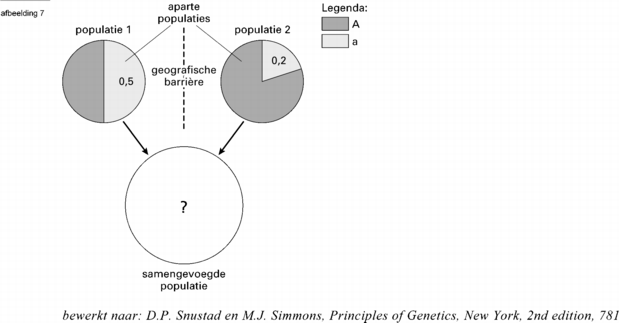 afbeelding 7
aparte
populaties
Legenda:
A
a
populatie 1
populatie 2
0,5
0,2
geografische
barrière
?
samengevoegde
populatie
bewerkt naar: D.P. Snustad en M.J. Simmons, Principles of Genetics, New York, 2nd edition, 781